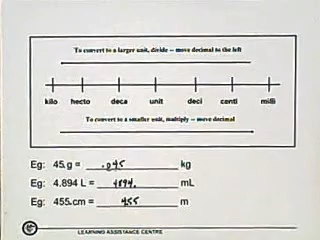 To convert to a larger unit, divide -- move decimal to the left
kilo hecto deca unit deci centi milli
To convert to a smaller unit, multiply -- move decimal
Eg: 45.g = .045 kg
Eg: 4.894 L = 4894. mL
Eg: 455.cm = 4.55 m
LEARNING ASSISTANCE CENTRE